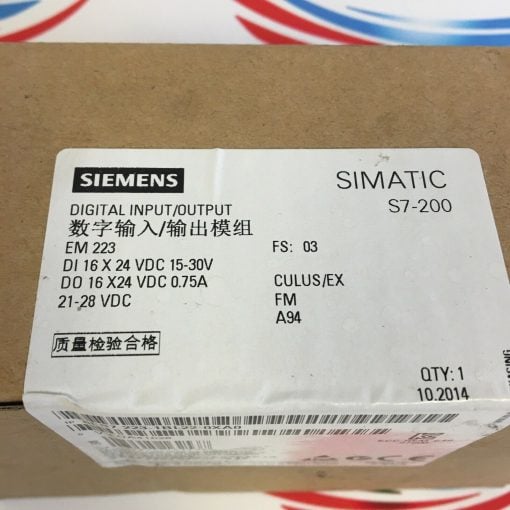 SIEMENS
SIMATIC
S7-200
DIGITAL INPUT/OUTPUT
数字输入/输出模组
EM 223
FS: 03
DI 16 X 24 VDC 15-30V
DO 16 X24 VDC 0.75A
CULUS/EX
21-28 VDC
FM
A94
质量检验合格
QTY: 1
10.2014